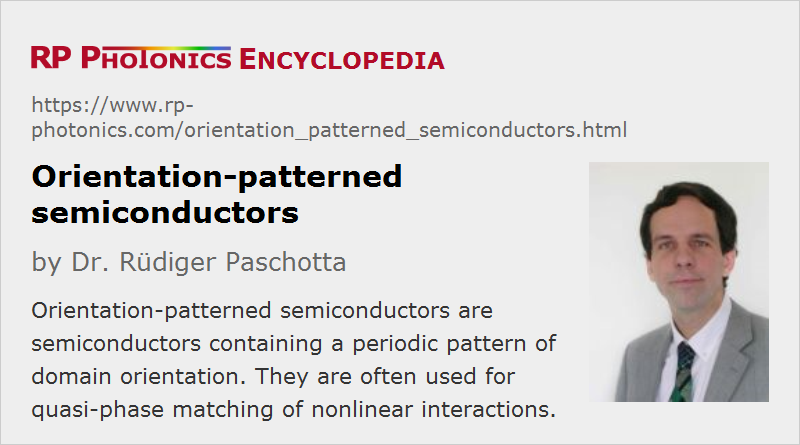 RP PHOTONICS ENCYCLOPEDIA
https://www.rp-
photonics.com/orientation_patterned_semiconductors.html
Orientation-patterned
semiconductors
by Dr. Rüdiger Paschotta
Orientation-patterned semiconductors are
semiconductors containing a periodic pattern of
domain orientation. They are often used for
quasi-phase matching of nonlinear interactions.